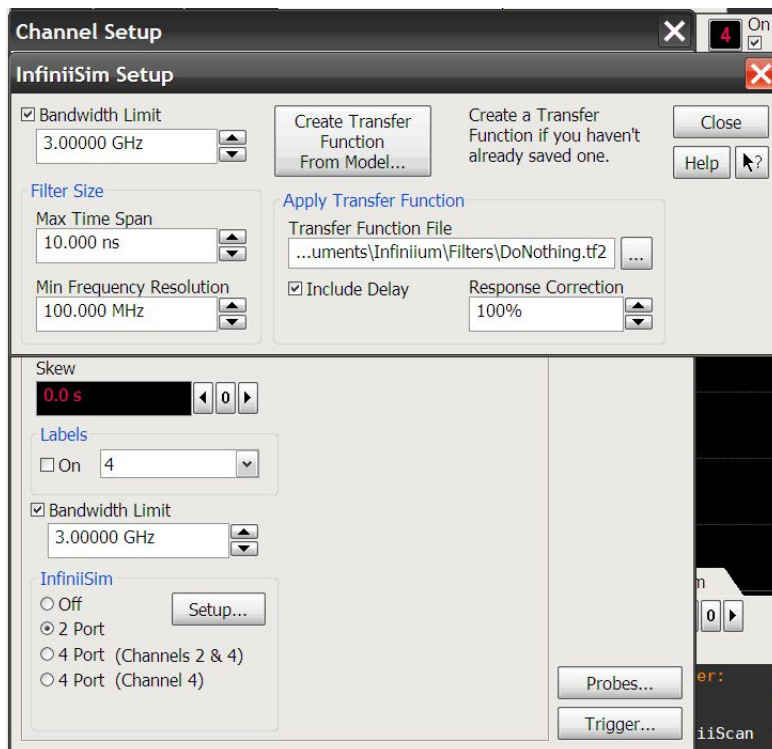 Channel Setup
4
On
InfiniiSim Setup
Bandwidth Limit
3.00000 GHz
Create Transfer
Function
From Model...
Create a Transfer
Function if you haven't
already saved one.
Close
Help
?
Filter Size
Max Time Span
10.000 ns
Min Frequency Resolution
100.000 MHz
Apply Transfer Function
Transfer Function File
...uments\Infiniium\Filters\DoNothing.tf2
...
Include Delay
Response Correction
100%
Skew
0.0 s
0
Labels
On
4
Bandwidth Limit
3.00000 GHz
InfiniiSim
Off
Setup...
2 Port
4 Port (Channels 2 & 4)
4 Port (Channel 4)
Probes...
Trigger...
m
0
er:
iiScan